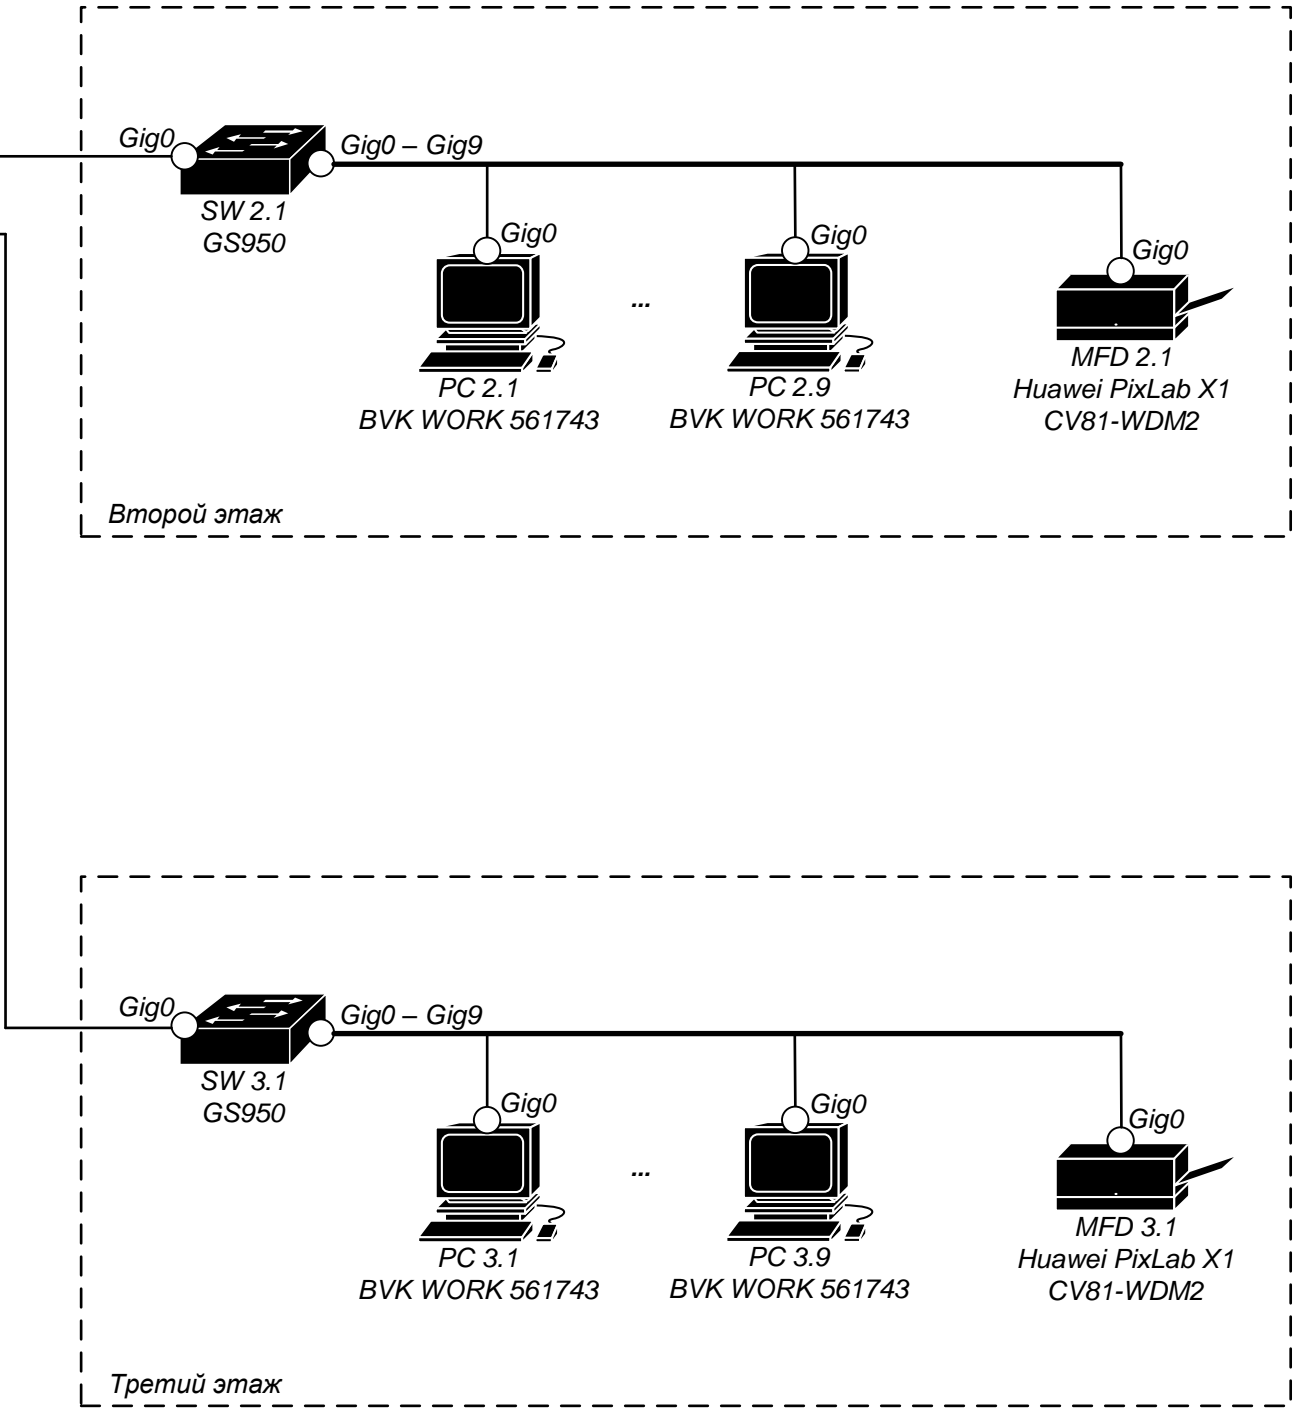 Gig0
Gig0 – Gig9
SW 2.1
GS950
Gig0
Gig0
Gig0
...
PC 2.1
BVK WORK 561743
PC 2.9
BVK WORK 561743
MFD 2.1
Huawei PixLab X1
CV81-WDM2
Второй этаж
Gig0
Gig0 – Gig9
SW 3.1
GS950
Gig0
Gig0
Gig0
...
PC 3.1
BVK WORK 561743
PC 3.9
BVK WORK 561743
MFD 3.1
Huawei PixLab X1
CV81-WDM2
Третий этаж